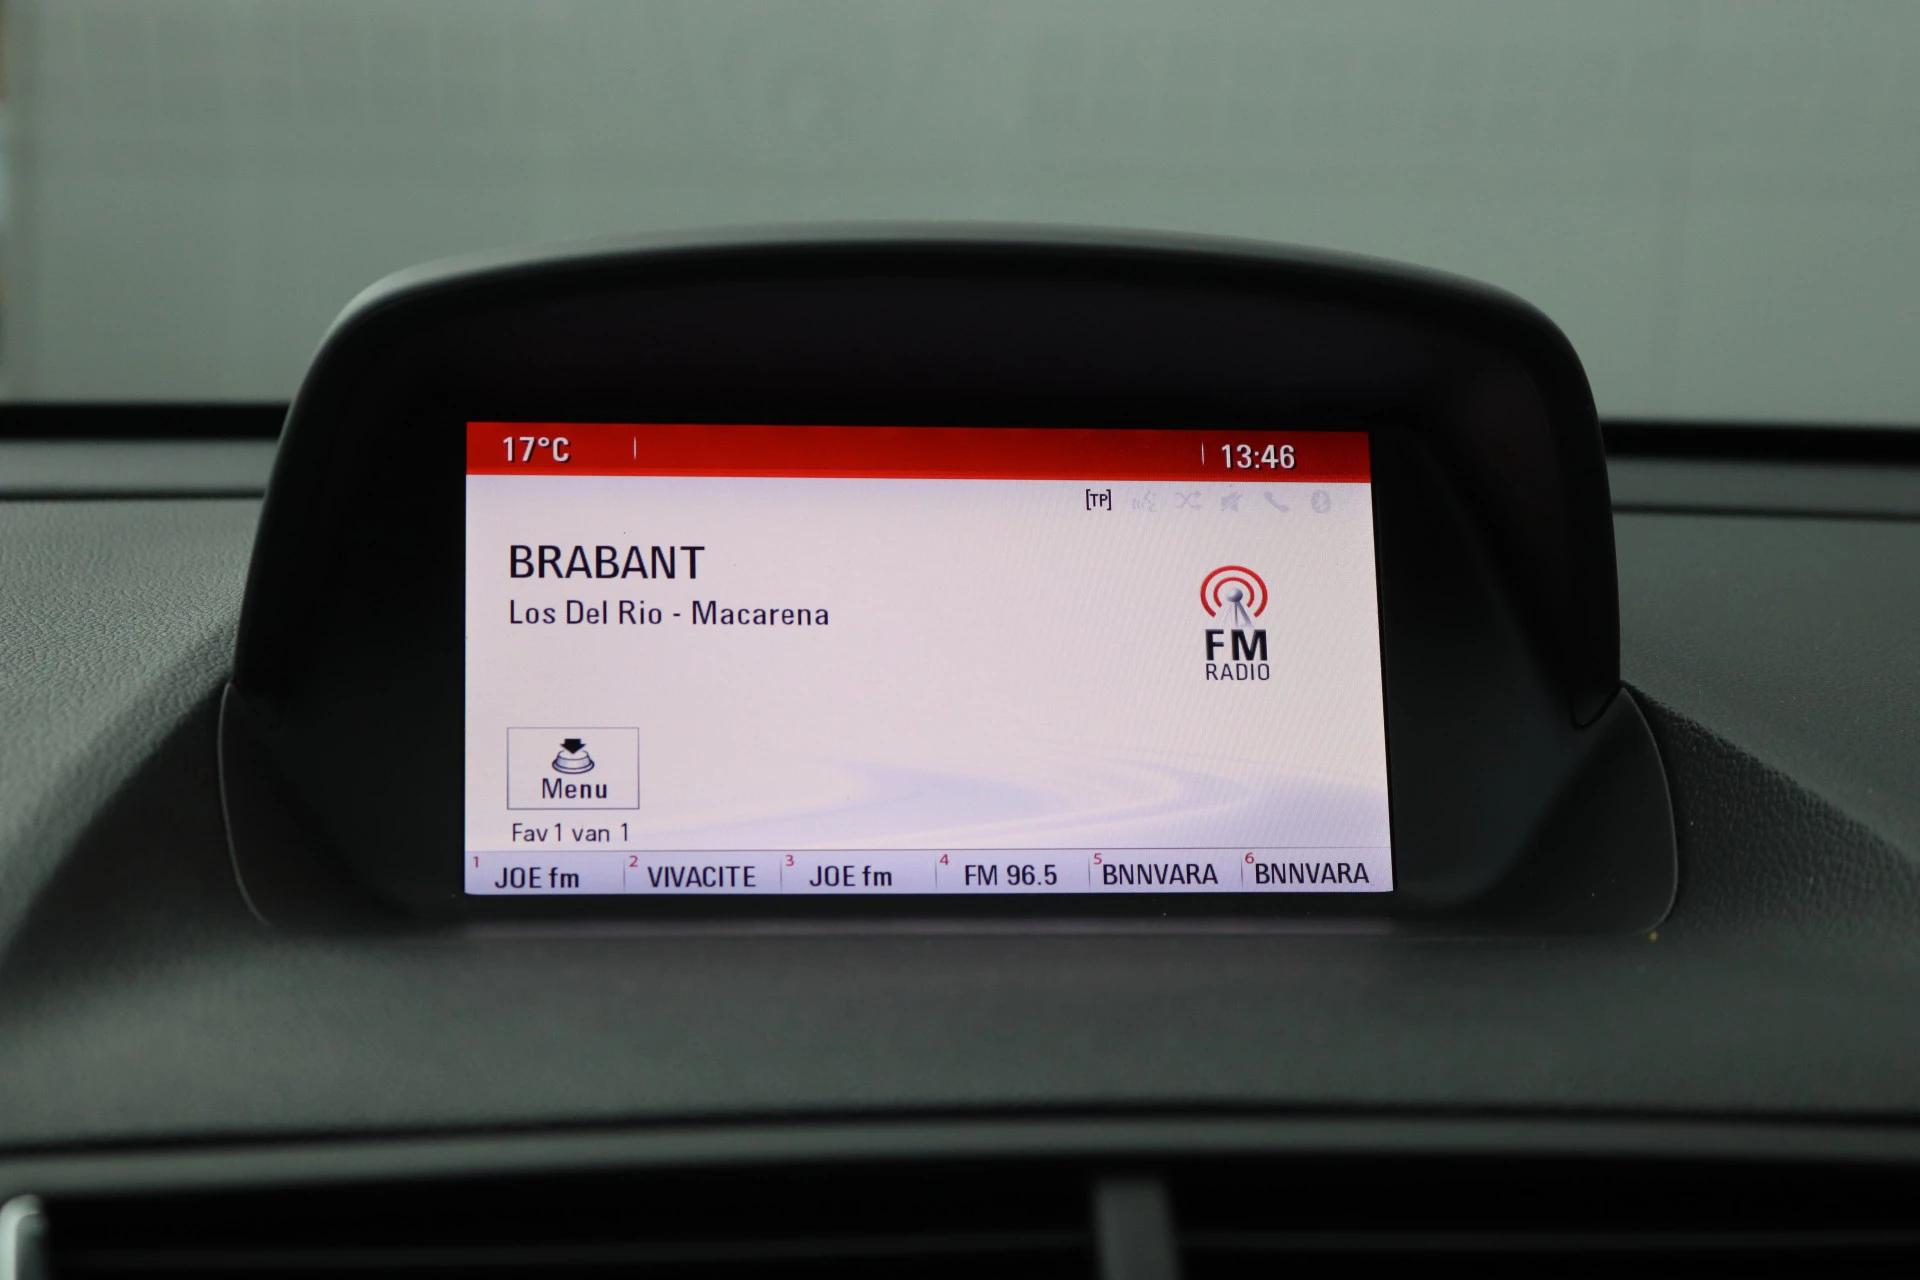 17°C
13:46
[TP]
BRABANT
Los Del Rio - Macarena
FM
RADIO
Menu
Fav 1 van 1
1 JOE fm 2 VIVACITE 3 JOE fm 4 FM 96.5 5 BNNVARA 6 BNNVARA